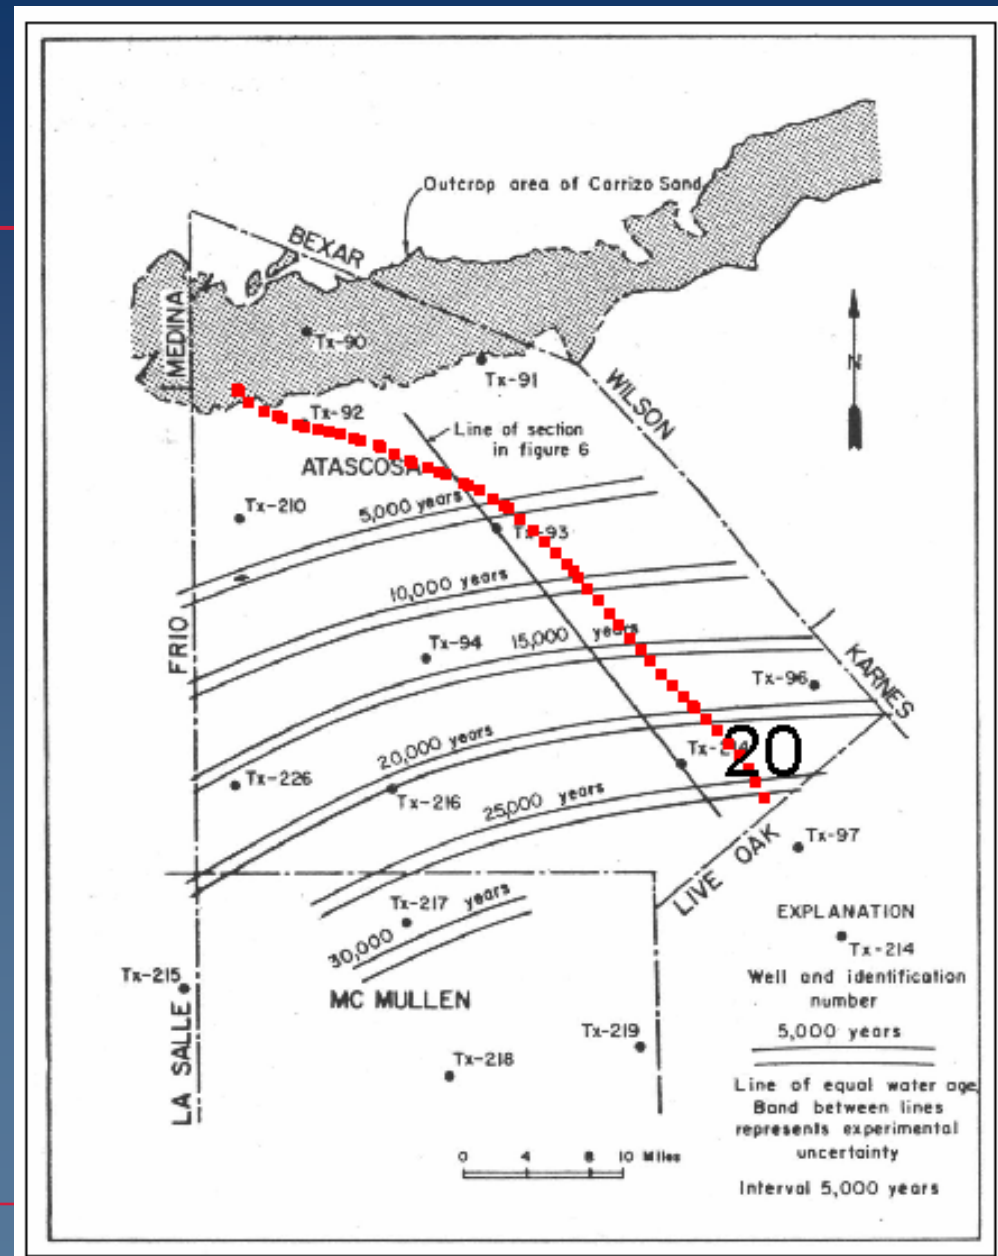 Outcrop area of Carrizo Sand
BEXAR
MEDINA
Tx-90
Tx-91
WILSON
Tx-92
Line of section
in figure 6
ATASCOSA
Tx-210
5,000 years
Tx-93
10,000 years
FRIO
Tx-94
15,000 years
KARNES
Tx-96
20,000 years
20
Tx-226
Tx-216
25,000 years
Tx-97
LIVE OAK
Tx-217
30,000 years
EXPLANATION
Tx-214
Well and identification
number
Tx-215
MC MULLEN
5,000 years
Tx-219
LA SALLE
Tx-218
Line of equal water age,
Band between lines
represents experimental
uncertainty
0 4 8 10 Miles
Interval 5,000 years
N